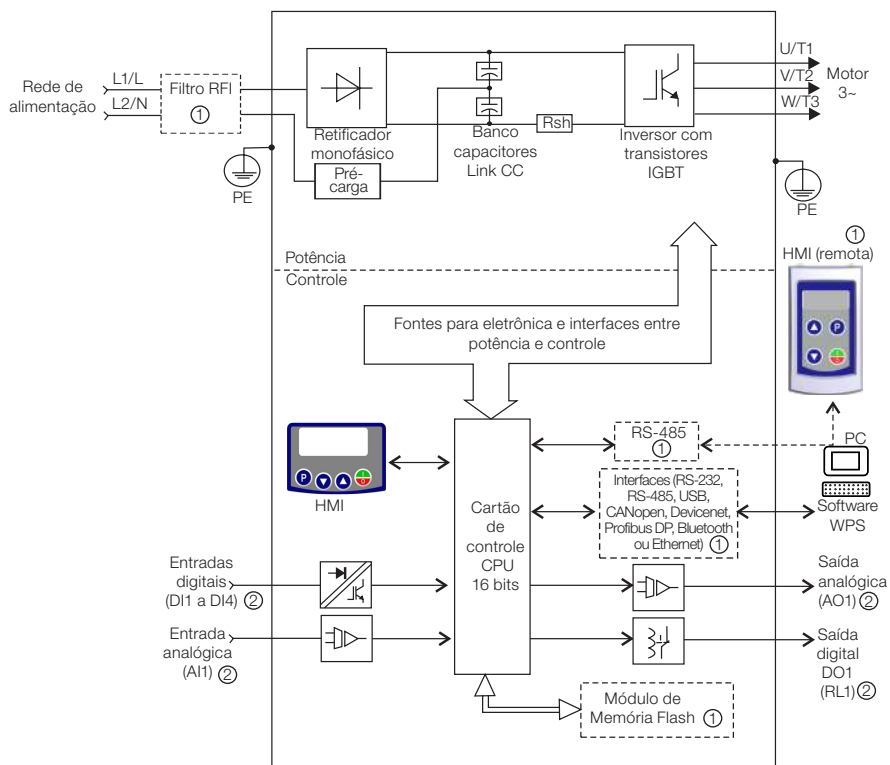 Rede de
alimentação
L1/L
L2/N
Filtro RFI
①
PE
Retificador
monofásico
Pré-
carga
Banco
capacitores
Link CC
Rsh
Inversor com
transistores
IGBT
U/T1
V/T2
W/T3
Motor
3~
PE
Potência
Controle
①
HMI (remota)
P
Fontes para eletrônica e interfaces entre
potência e controle
P
HMI
Cartão
de
controle
CPU
16 bits
RS-485
①
PC
Software
WPS
Interfaces (RS-232,
RS-485, USB,
CANopen, Devicenet,
Profibus DP, Bluetooth
ou Ethernet) ①
Entradas
digitais
(DI1 a DI4) ②
Entrada
analógica
(AI1) ②
Saída
analógica
(AO1) ②
Saída
digital
DO1
(RL1) ②
Módulo de
Memória Flash ①